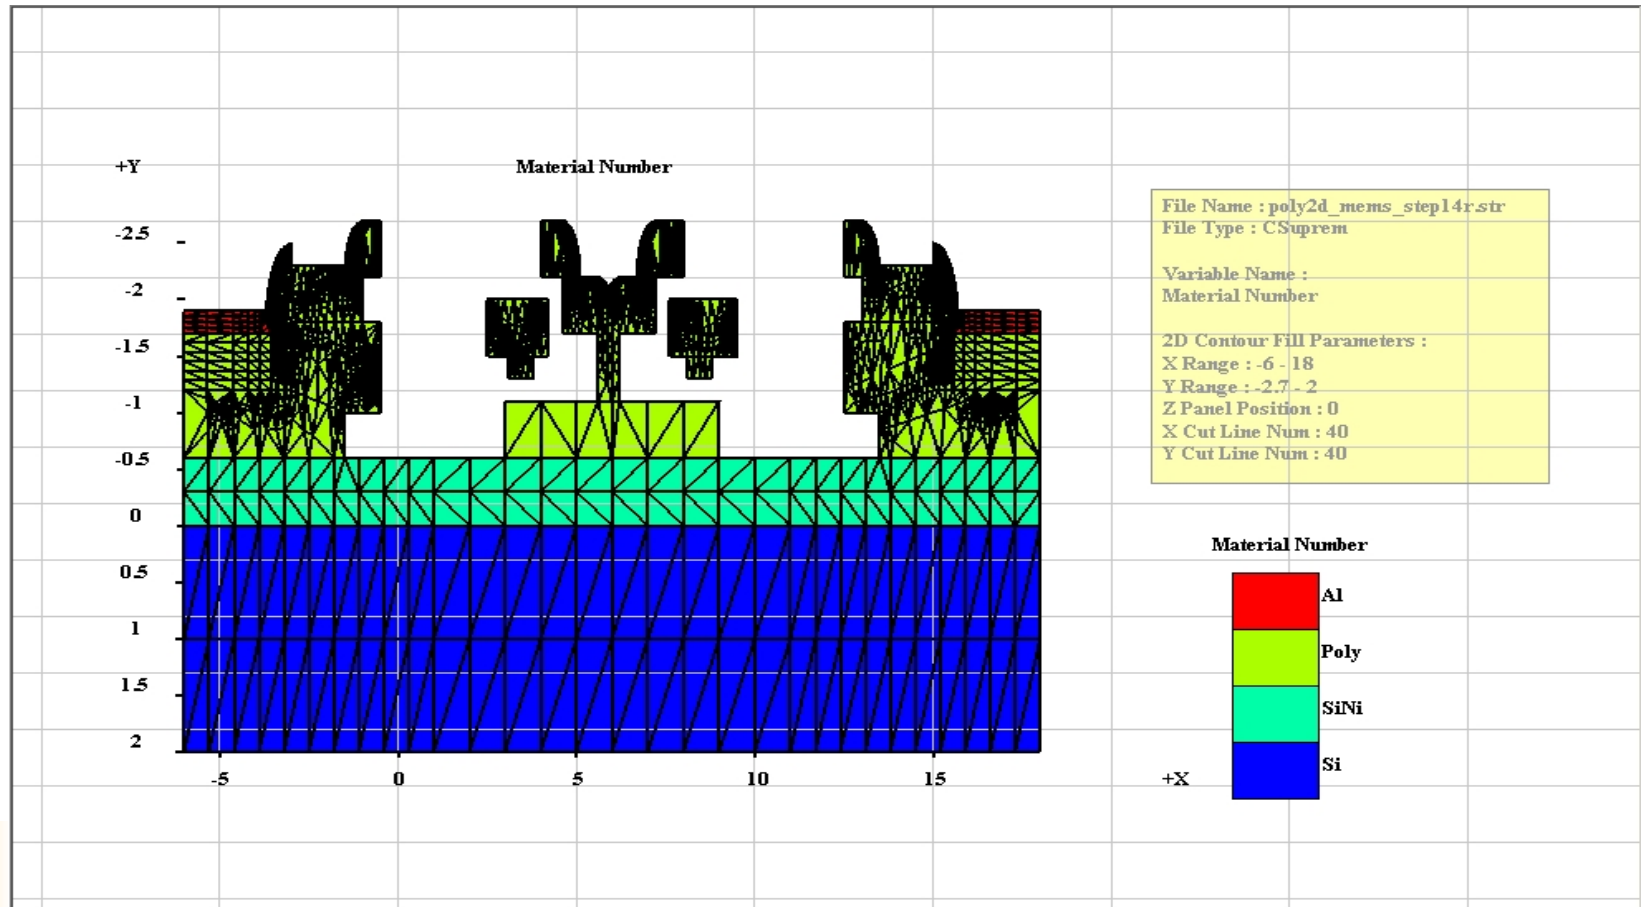 Material Number
+Y
-2.5
-2
-1.5
-1
-0.5
0
0.5
1
1.5
2
-5
0
5
10
15
+X
File Name : poly2d_mems_step14r.str
File Type : CSuprem
Variable Name :
Material Number
2D Contour Fill Parameters :
X Range : -6 - 18
Y Range : -2.7 - 2
Z Panel Position : 0
X Cut Line Num : 40
Y Cut Line Num : 40
Material Number
Al
Poly
SiNi
Si